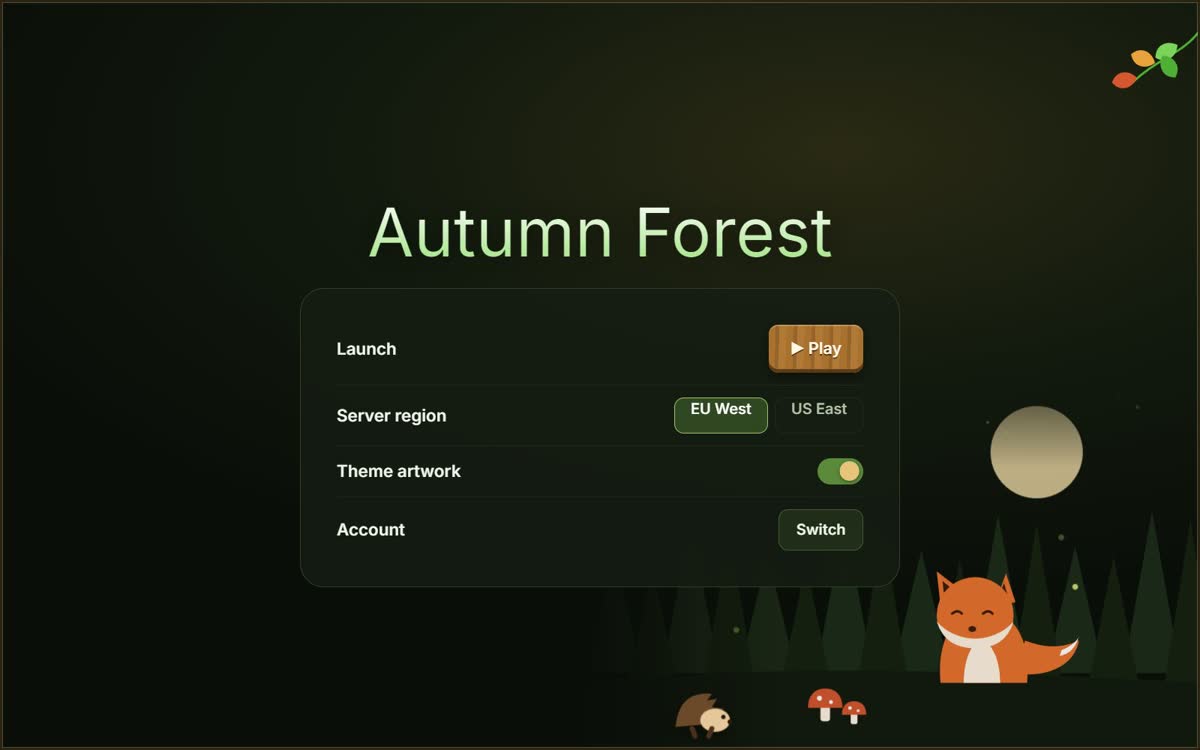 Autumn Forest
Launch
▶ Play
Server region
EU West
US East
Theme artwork
Account
Switch